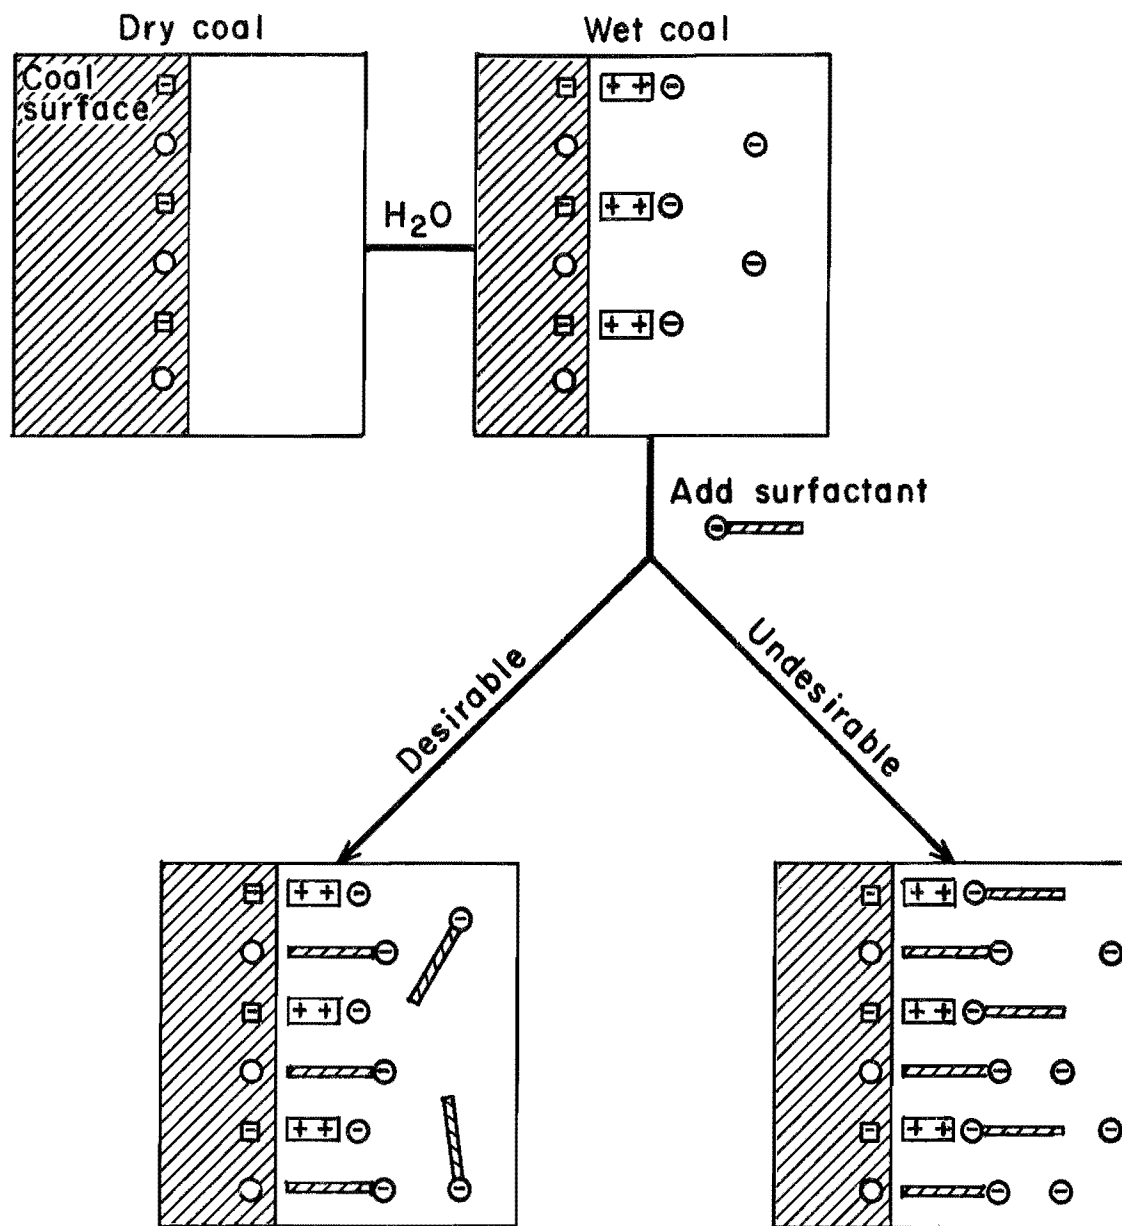 Dry coal
Wet coal
Coal
surface
H₂O
Add surfactant
Desirable
Undesirable